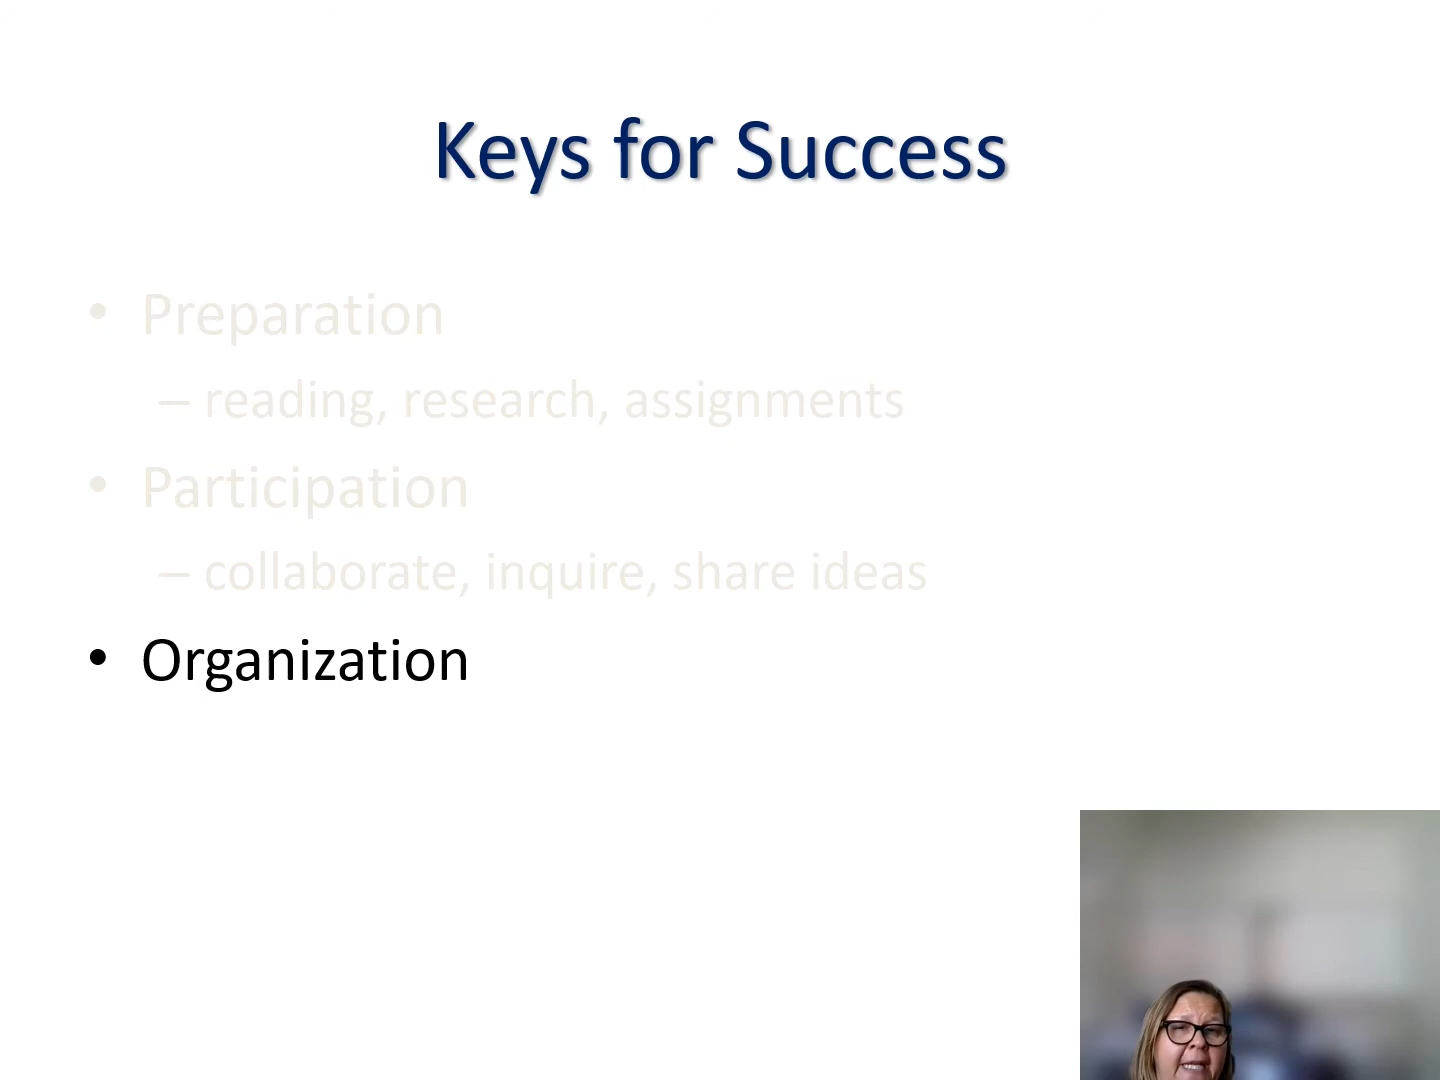 Keys for Success
• Preparation
– reading, research, assignments
• Participation
– collaborate, inquire, share ideas
• Organization